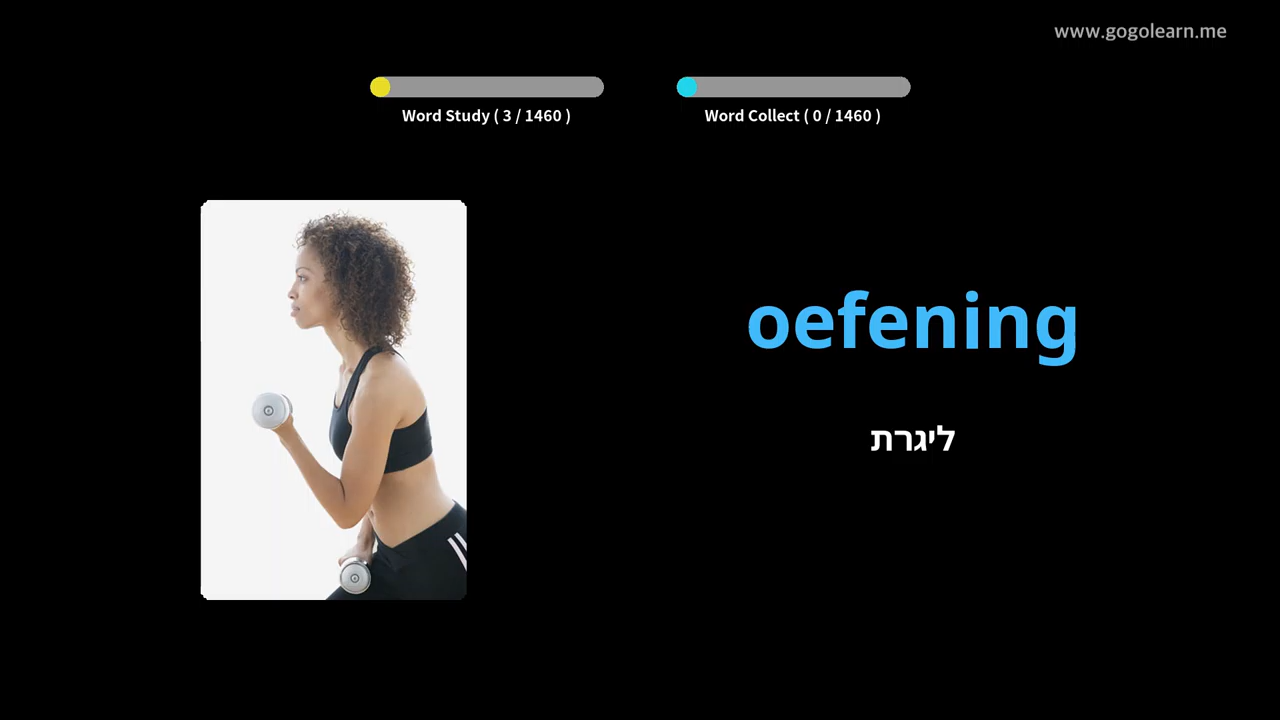 www.gogolearn.me
Word Study ( 3 / 1460 )
Word Collect ( 0 / 1460 )
oefening
ליגרת